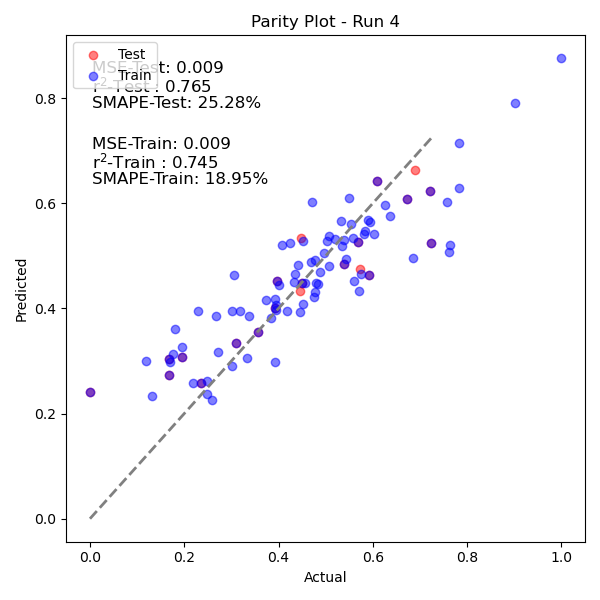 Parity Plot - Run 4
Test
Train
MSE-Test: 0.009
r²-Test : 0.765
SMAPE-Test: 25.28%
MSE-Train: 0.009
r²-Train : 0.745
SMAPE-Train: 18.95%
Predicted
0.8
0.6
0.4
0.2
0.0
0.0 0.2 0.4 0.6 0.8 1.0
Actual